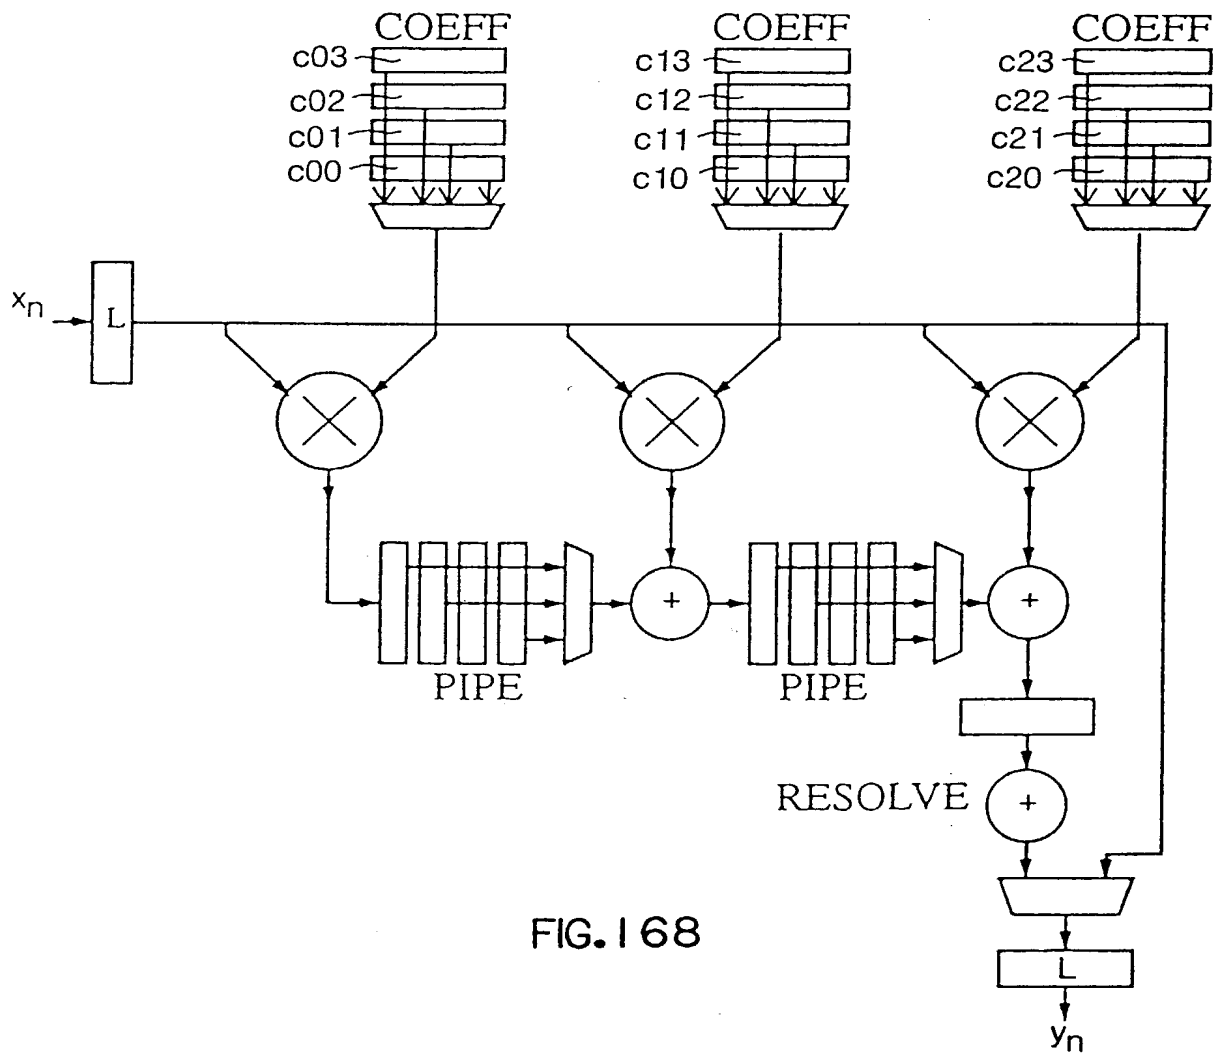 COEFF COEFF COEFF
c03 c13 c23
c02 c12 c22
c01 c11 c21
c00 c10 c20
xn
L
+ +
PIPE PIPE
RESOLVE
+
FIG. 168
L
yn